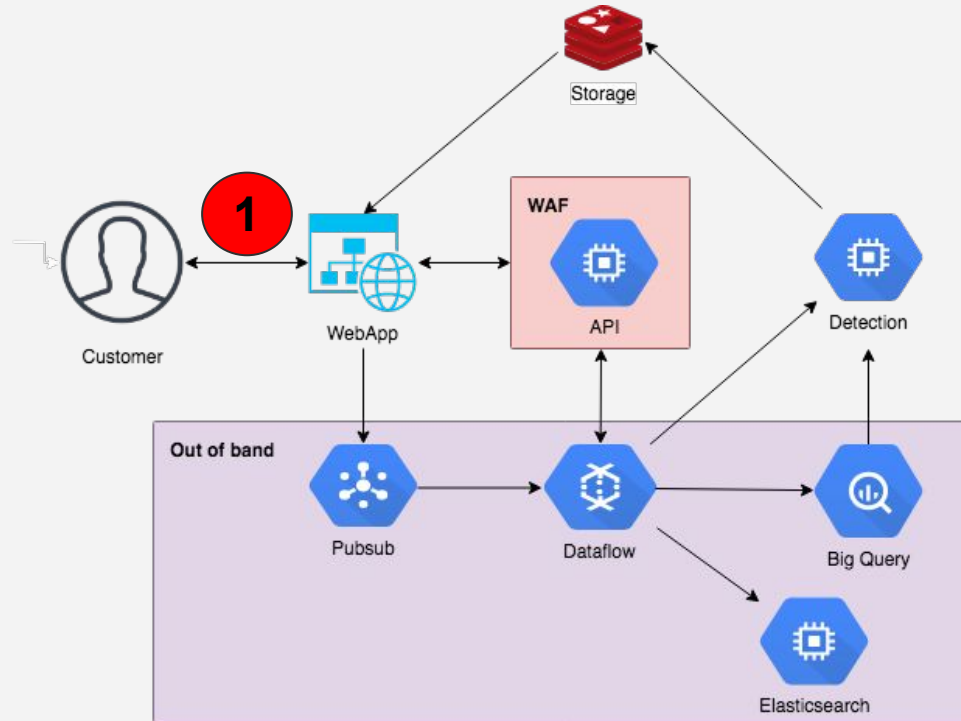 Storage
1
WAF
API
WebApp
Detection
Customer
Out of band
Pubsub
Dataflow
Big Query
Elasticsearch